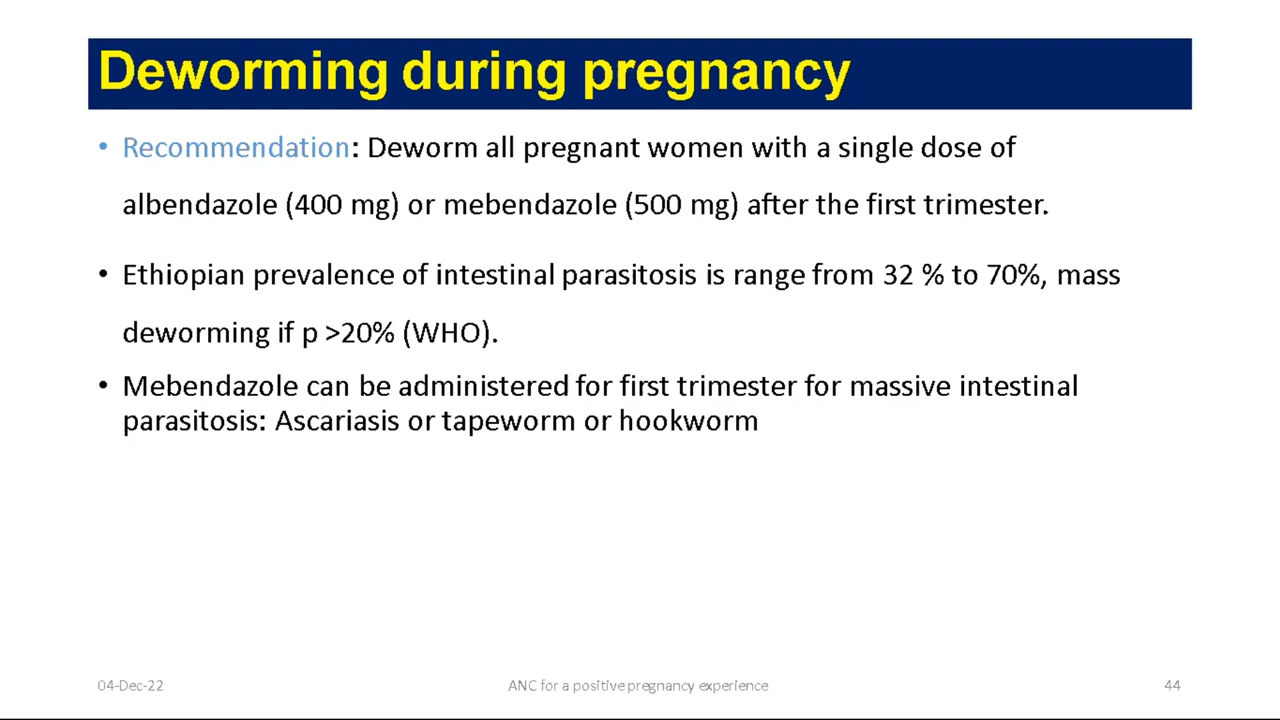 Deworming during pregnancy
• Recommendation: Deworm all pregnant women with a single dose of
albendazole (400 mg) or mebendazole (500 mg) after the first trimester.
• Ethiopian prevalence of intestinal parasitosis is range from 32 % to 70%, mass
deworming if p >20% (WHO).
• Mebendazole can be administered for first trimester for massive intestinal
parasitosis: Ascariasis or tapeworm or hookworm
04-Dec-22
ANC for a positive pregnancy experience
44